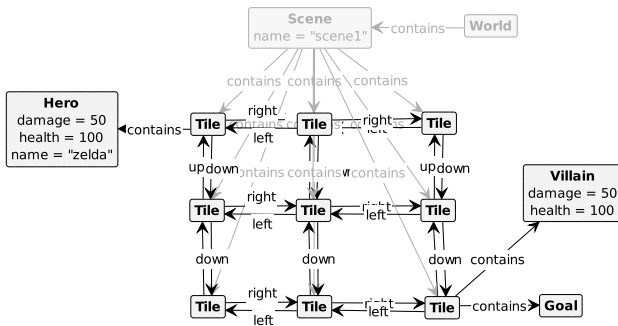 Scene
name = "scene1"
contains
World
contains
contains
contains
Hero
damage = 50
health = 100
name = "zelda"
contains
Tile
right
left
Tile
right
left
Tile
contains
contains
up
down
contains
contains
contains
up
down
Villain
damage = 50
health = 100
Tile
right
left
Tile
right
left
Tile
down
down
down
contains
Tile
right
left
Tile
right
left
Tile
contains
Goal